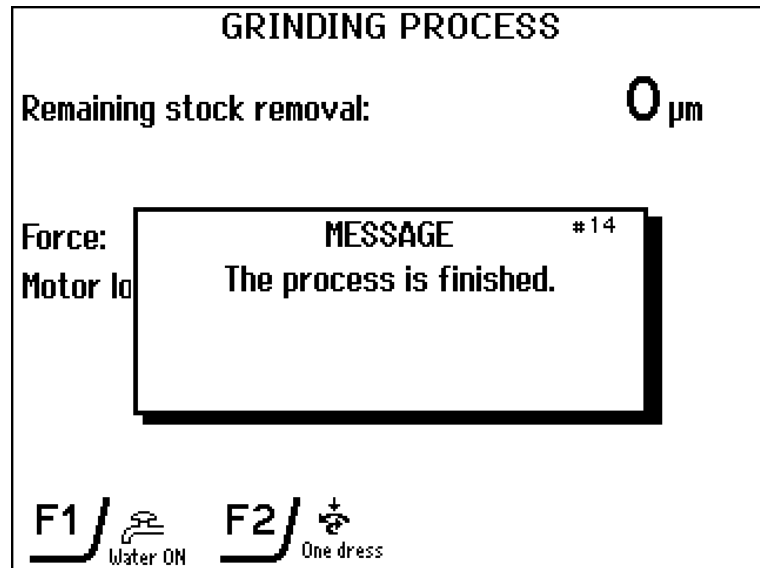 GRINDING PROCESS
Remaining stock removal: 0 µm
Force:
MESSAGE #14
Motor lo
The process is finished.
F1 Water ON F2 One dress